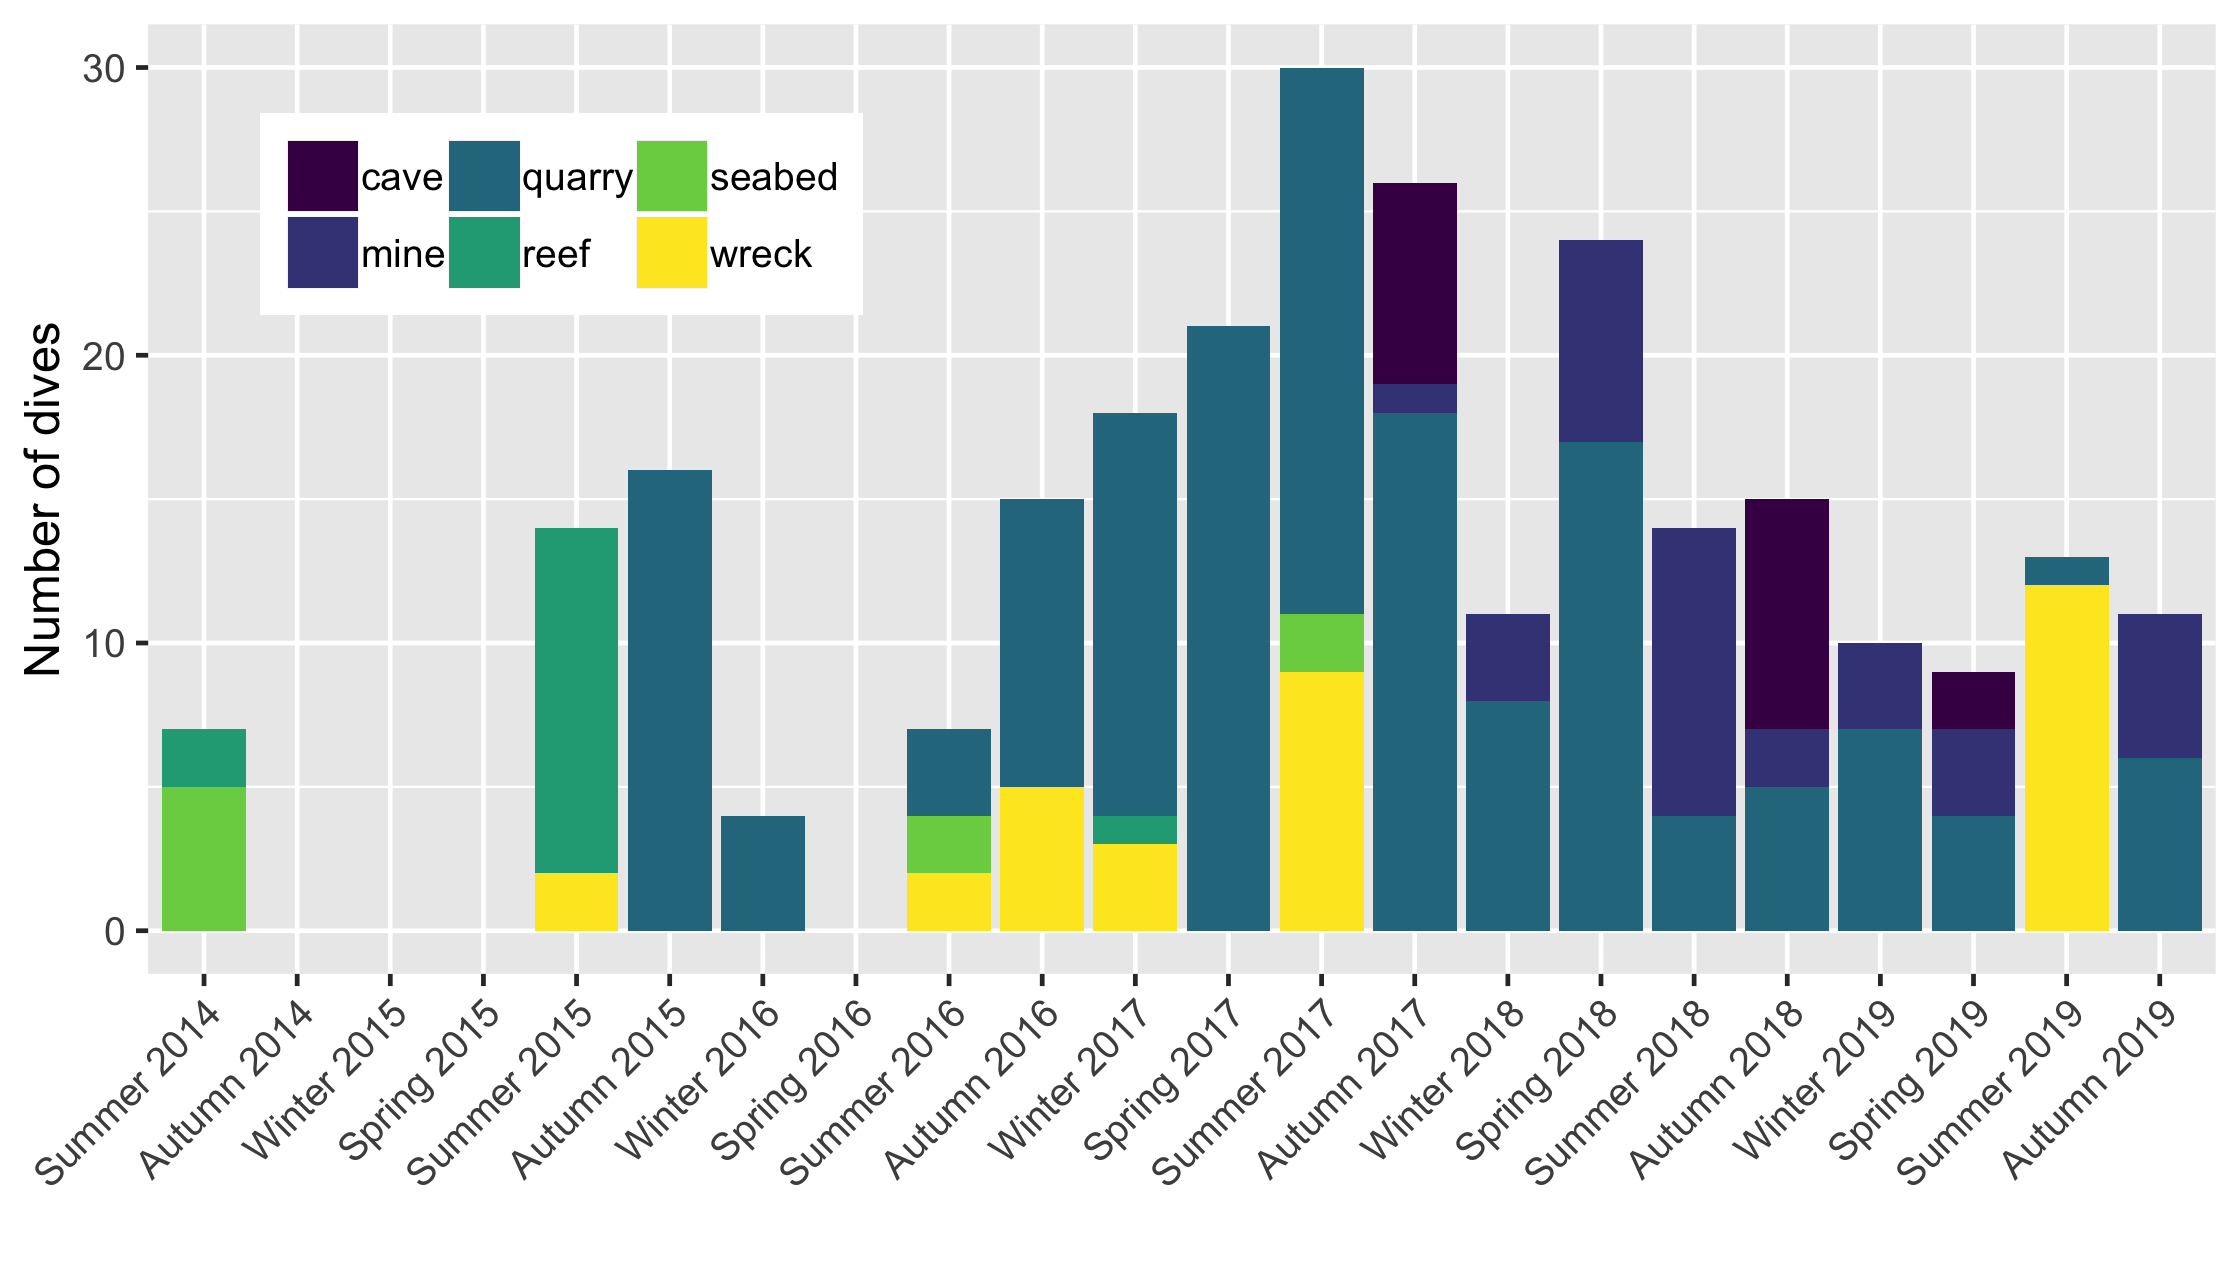 30
20
10
0
Number of dives
cave quarry seabed
mine reef wreck
Summer 2014
Autumn 2014
Winter 2015
Spring 2015
Summer 2015
Autumn 2015
Winter 2016
Spring 2016
Summer 2016
Autumn 2016
Winter 2017
Spring 2017
Summer 2017
Autumn 2017
Winter 2018
Spring 2018
Summer 2018
Autumn 2018
Winter 2019
Spring 2019
Summer 2019
Autumn 2019